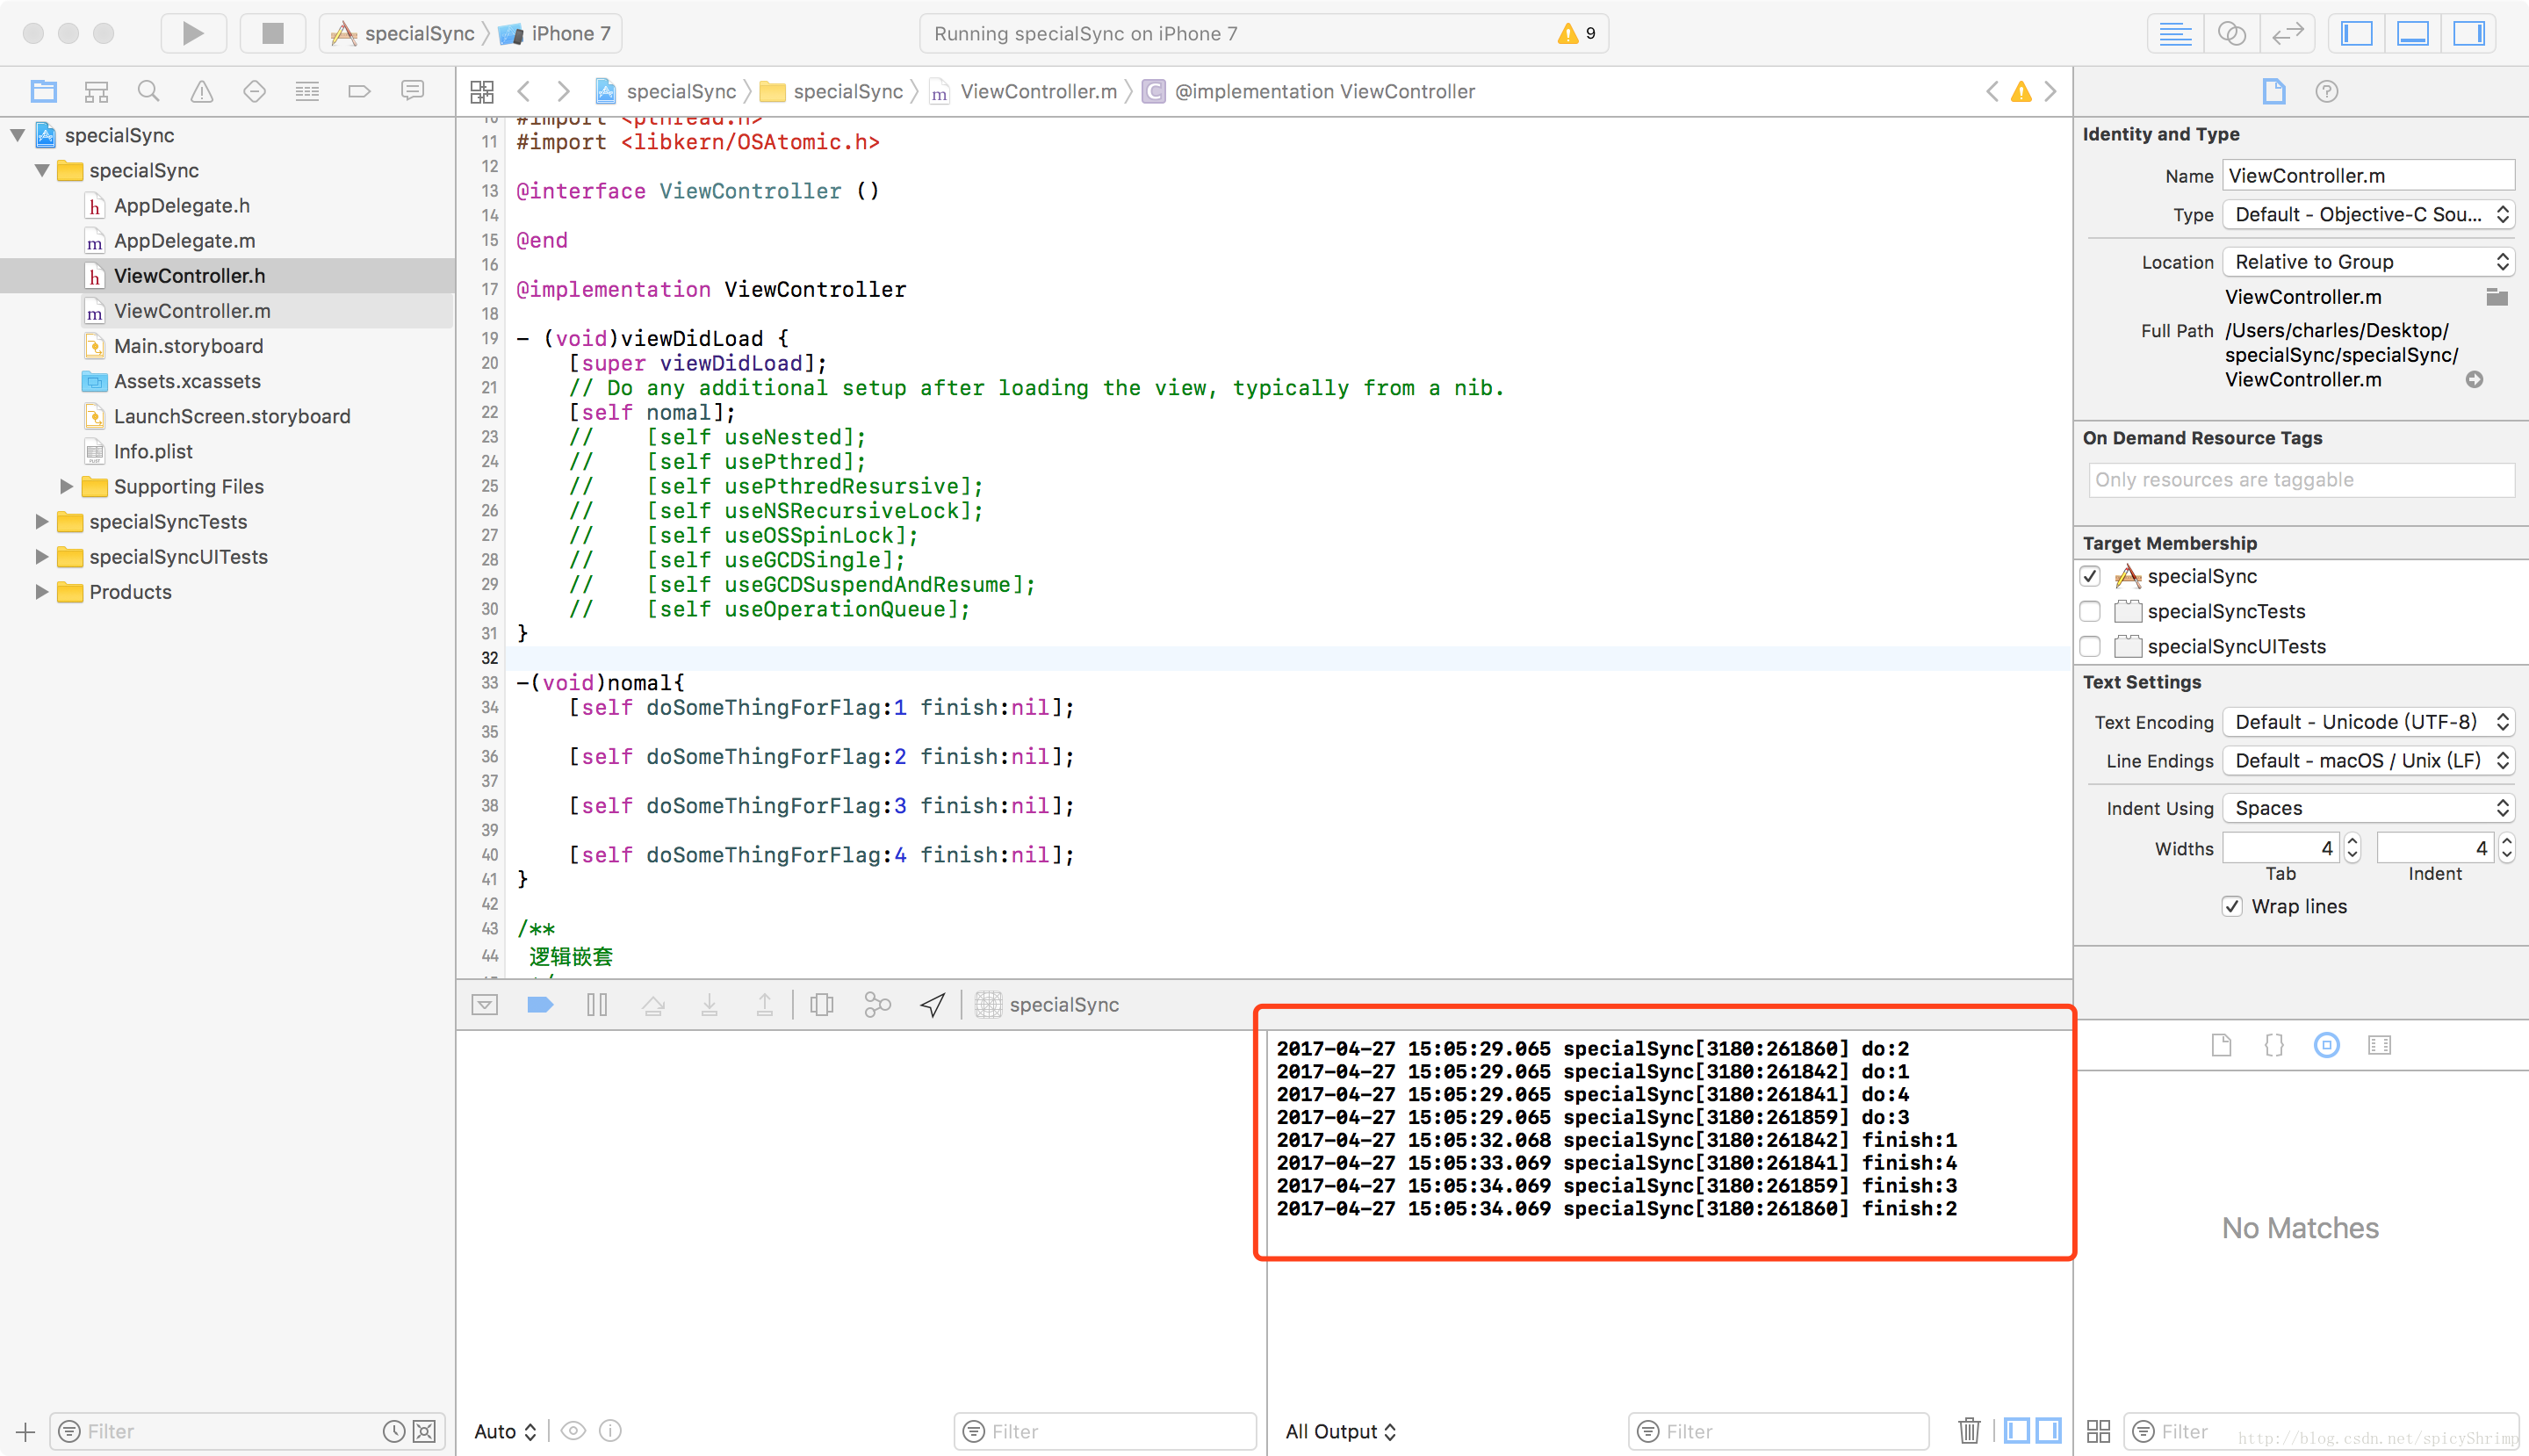 specialSync
iPhone 7
Running specialSync on iPhone 7
9
specialSync
specialSync
AppDelegate.h
AppDelegate.m
ViewController.h
ViewController.m
Main.storyboard
Assets.xcassets
LaunchScreen.storyboard
Info.plist
Supporting Files
specialSyncTests
specialSyncUITests
Products
Filter
specialSync
specialSync
ViewController.m
@implementation ViewController
10 #import <pthread.h>
11 #import <libkern/OSAtomic.h>
12
13 @interface ViewController ()
14
15 @end
16
17 @implementation ViewController
18
19 - (void)viewDidLoad {
20 [super viewDidLoad];
21 // Do any additional setup after loading the view, typically from a nib.
22 [self nomal];
23 // [self useNested];
24 // [self usePthred];
25 // [self usePthredResursive];
26 // [self useNSRecursiveLock];
27 // [self useOSSpinLock];
28 // [self useGCDSingle];
29 // [self useGCDSuspendAndResume];
30 // [self useOperationQueue];
31 }
32
33 -(void)nomal{
34 [self doSomeThingForFlag:1 finish:nil];
35
36 [self doSomeThingForFlag:2 finish:nil];
37
38 [self doSomeThingForFlag:3 finish:nil];
39
40 [self doSomeThingForFlag:4 finish:nil];
41 }
42
43 /**
44 逻辑嵌套
specialSync
2017-04-27 15:05:29.065 specialSync[3180:261860] do:2
2017-04-27 15:05:29.065 specialSync[3180:261842] do:1
2017-04-27 15:05:29.065 specialSync[3180:261841] do:4
2017-04-27 15:05:29.065 specialSync[3180:261859] do:3
2017-04-27 15:05:32.068 specialSync[3180:261842] finish:1
2017-04-27 15:05:33.069 specialSync[3180:261841] finish:4
2017-04-27 15:05:34.069 specialSync[3180:261859] finish:3
2017-04-27 15:05:34.069 specialSync[3180:261860] finish:2
Auto
Filter
All Output
Filter
Identity and Type
Name ViewController.m
Type Default - Objective-C Sou...
Location Relative to Group
ViewController.m
Full Path /Users/charles/Desktop/
specialSync/specialSync/
ViewController.m
On Demand Resource Tags
Only resources are taggable
Target Membership
specialSync
specialSyncTests
specialSyncUITests
Text Settings
Text Encoding Default - Unicode (UTF-8)
Line Endings Default - macOS / Unix (LF)
Indent Using Spaces
Widths 4 4
Tab Indent
Wrap lines
No Matches
Filter
http://blog.csdn.net/spicyShrimp